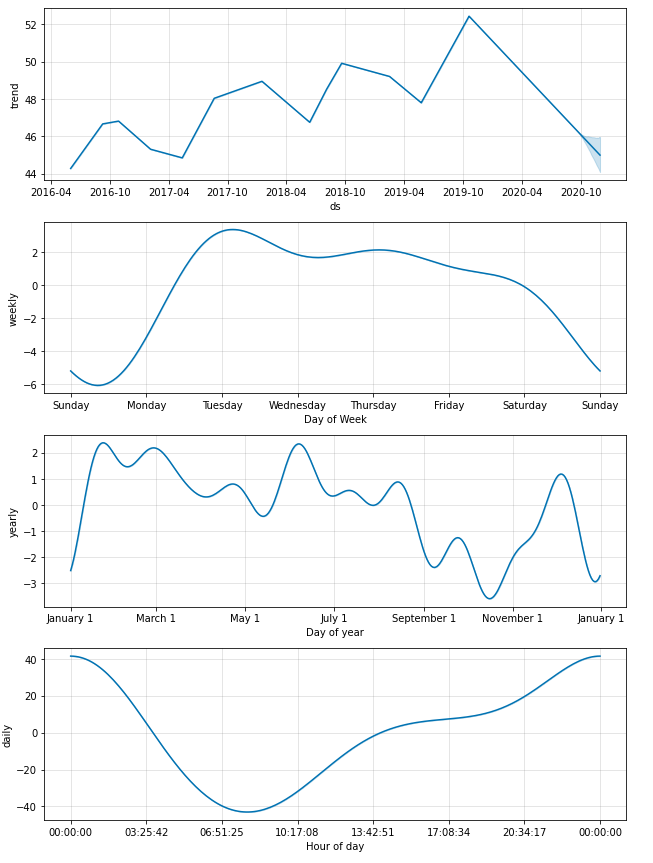 52
50
48
46
44
trend
2016-04 2016-10 2017-04 2017-10 2018-04 2018-10 2019-04 2019-10 2020-04 2020-10
ds
2
0
−2
−4
−6
weekly
Sunday Monday Tuesday Wednesday Thursday Friday Saturday Sunday
Day of Week
2
1
0
−1
−2
−3
yearly
January 1 March 1 May 1 July 1 September 1 November 1 January 1
Day of year
40
20
0
−20
−40
daily
00:00:00 03:25:42 06:51:25 10:17:08 13:42:51 17:08:34 20:34:17 00:00:00
Hour of day